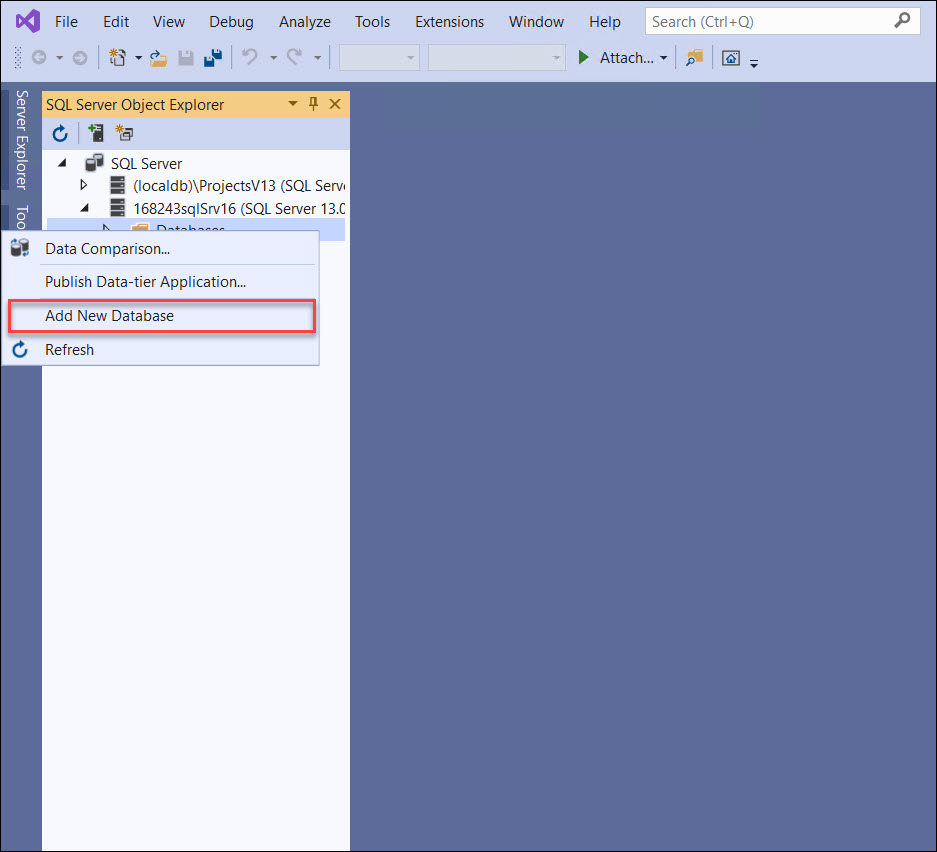 File Edit View Debug Analyze Tools Extensions Window Help Search (Ctrl+Q)
Attach...
Server Explorer
Too
SQL Server Object Explorer
SQL Server
(localdb)\ProjectsV13 (SQL Serve
168243sqlSrv16 (SQL Server 13.0
Databases
Data Comparison...
Publish Data-tier Application...
Add New Database
Refresh